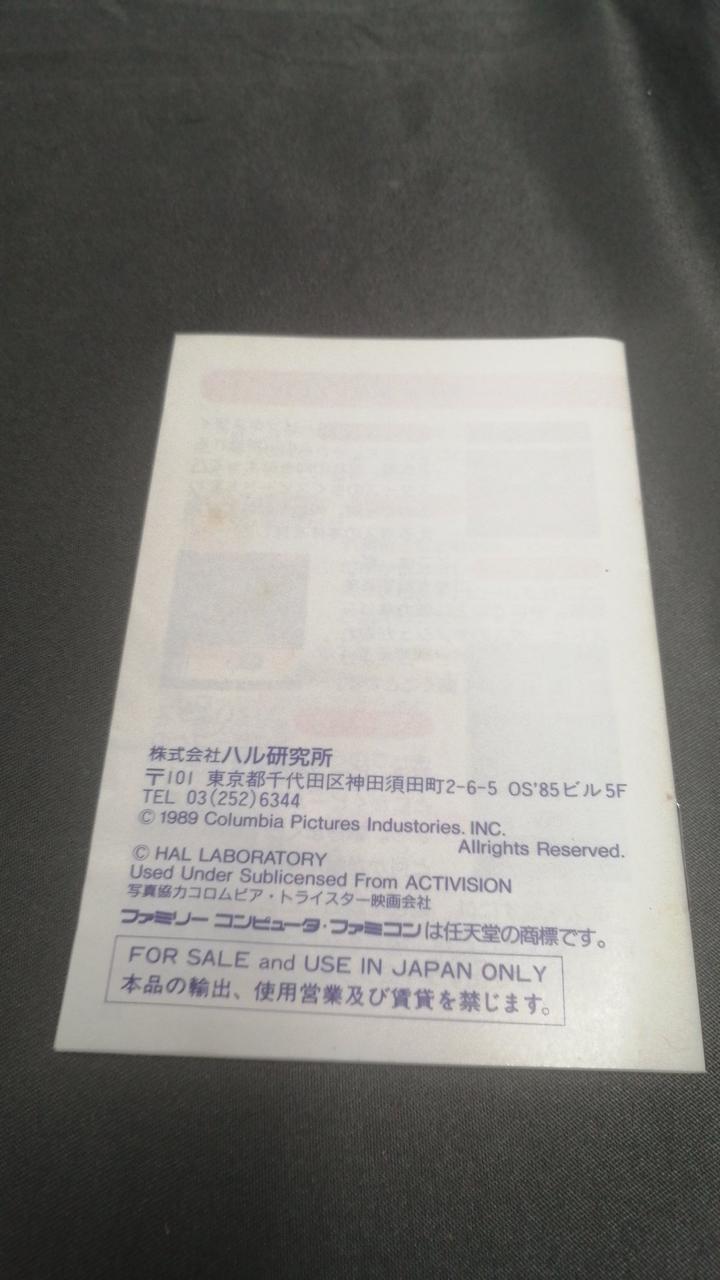 株式会社ハル研究所
〒101 東京都千代田区神田須田町2-6-5 OS'85ビル5F
TEL 03(252)6344
© 1989 Columbia Pictures Industories. INC.
Allrights Reserved.
© HAL LABORATORY
Used Under Sublicensed From ACTIVISION
写真協力コロムビア・トライスター映画会社
ファミリーコンピュータ・ファミコンは任天堂の商標です。
FOR SALE and USE IN JAPAN ONLY
本品の輸出、使用営業及び賃貸を禁じます。